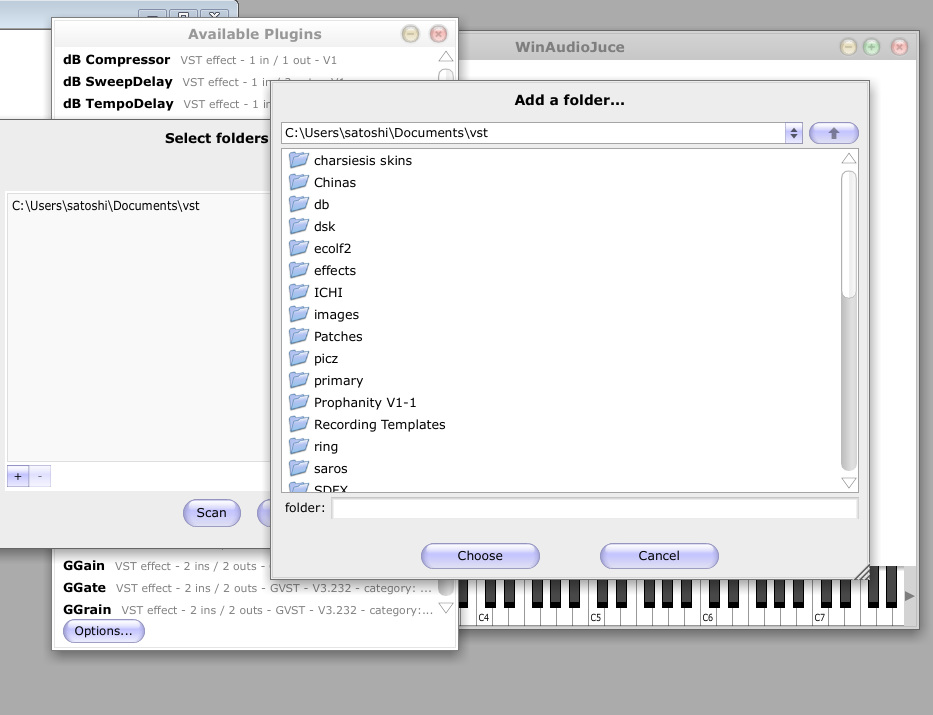 Available Plugins
WinAudioJuce
dB Compressor VST effect - 1 in / 1 out - V1
dB SweepDelay VST effect - 1 in /
dB TempoDelay VST effect - 1 in
Select folders
C:\Users\satoshi\Documents\vst
+ -
Scan
Add a folder...
C:\Users\satoshi\Documents\vst
charsiesis skins
Chinas
db
dsk
ecolf2
effects
ICHI
images
Patches
picz
primary
Prophanity V1-1
Recording Templates
ring
saros
SDEX
folder:
Choose Cancel
GGain VST effect - 2 ins / 2 outs -
GGate VST effect - 2 ins / 2 outs - GVST - V3.232 - category: ...
GGrain VST effect - 2 ins / 2 outs - GVST - V3.232 - category:...
Options...
C4 C5 C6 C7